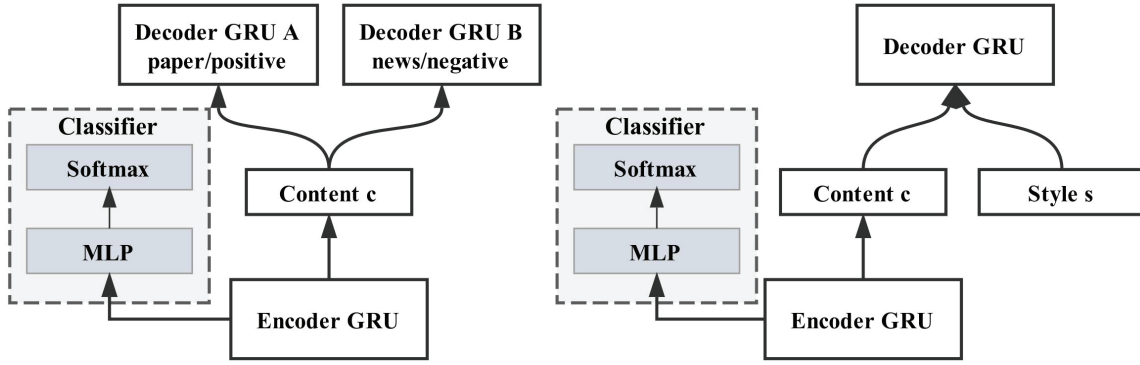 Decoder GRU A
paper/positive
Decoder GRU B
news/negative
Classifier
Softmax
MLP
Content c
Encoder GRU
Decoder GRU
Classifier
Softmax
MLP
Content c
Style s
Encoder GRU